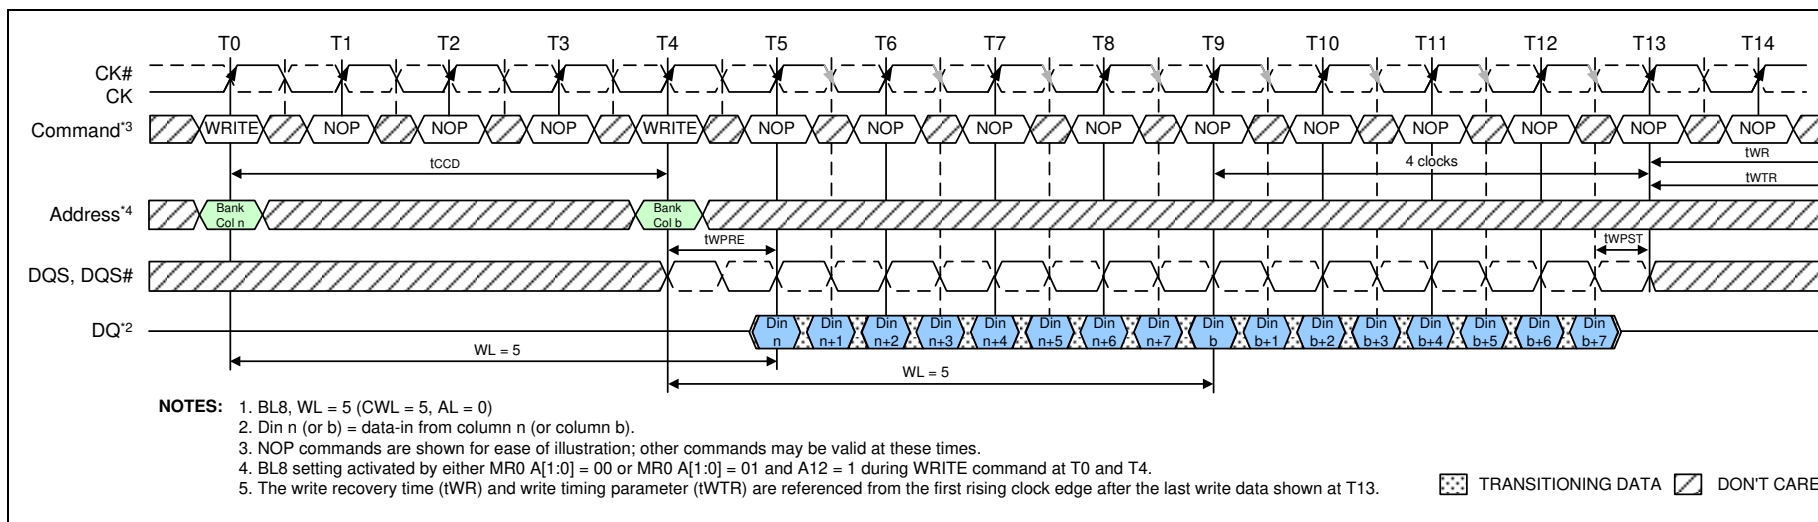 T0 T1 T2 T3 T4 T5 T6 T7 T8 T9 T10 T11 T12 T13 T14
CK#
CK
Command*3 WRITE NOP NOP NOP WRITE NOP NOP NOP NOP NOP NOP NOP NOP NOP NOP
tCCD 4 clocks tWR
tWTR
Address*4 Bank Col n Bank Col b
tWPRE tWPST
DQS, DQS#
DQ*2 Din n Din n+1 Din n+2 Din n+3 Din n+4 Din n+5 Din n+6 Din n+7 Din b Din b+1 Din b+2 Din b+3 Din b+4 Din b+5 Din b+6 Din b+7
WL = 5
WL = 5
NOTES: 1. BL8, WL = 5 (CWL = 5, AL = 0)
2. Din n (or b) = data-in from column n (or column b).
3. NOP commands are shown for ease of illustration; other commands may be valid at these times.
4. BL8 setting activated by either MR0 A[1:0] = 00 or MR0 A[1:0] = 01 and A12 = 1 during WRITE command at T0 and T4.
5. The write recovery time (tWR) and write timing parameter (tWTR) are referenced from the first rising clock edge after the last write data shown at T13.
TRANSITIONING DATA DON'T CARE